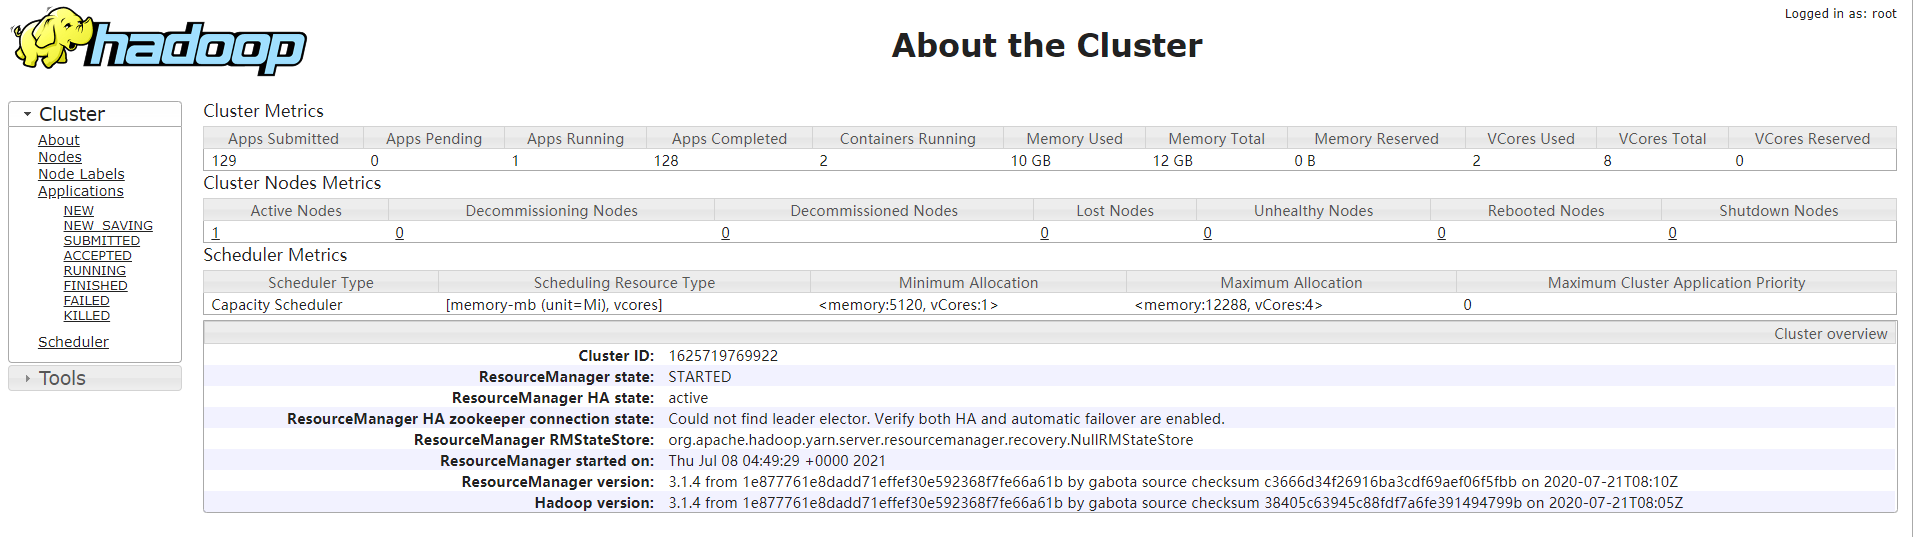 hadoop
Logged in as: root
About the Cluster
Cluster
About
Nodes
Node Labels
Applications
NEW
NEW_SAVING
SUBMITTED
ACCEPTED
RUNNING
FINISHED
FAILED
KILLED
Scheduler
Tools
Cluster Metrics
Apps Submitted Apps Pending Apps Running Apps Completed Containers Running Memory Used Memory Total Memory Reserved VCores Used VCores Total VCores Reserved
129 0 1 128 2 10 GB 12 GB 0 B 2 8 0
Cluster Nodes Metrics
Active Nodes Decommissioning Nodes Decommissioned Nodes Lost Nodes Unhealthy Nodes Rebooted Nodes Shutdown Nodes
1 0 0 0 0 0 0
Scheduler Metrics
Scheduler Type Scheduling Resource Type Minimum Allocation Maximum Allocation Maximum Cluster Application Priority
Capacity Scheduler [memory-mb (unit=Mi), vcores] <memory:5120, vCores:1> <memory:12288, vCores:4> 0
Cluster overview
Cluster ID: 1625719769922
ResourceManager state: STARTED
ResourceManager HA state: active
ResourceManager HA zookeeper connection state: Could not find leader elector. Verify both HA and automatic failover are enabled.
ResourceManager RMStateStore: org.apache.hadoop.yarn.server.resourcemanager.recovery.NullRMStateStore
ResourceManager started on: Thu Jul 08 04:49:29 +0000 2021
ResourceManager version: 3.1.4 from 1e877761e8dadd71effef30e592368f7fe66a61b by gabota source checksum c3666d34f26916ba3cdf69aef06f5fbb on 2020-07-21T08:10Z
Hadoop version: 3.1.4 from 1e877761e8dadd71effef30e592368f7fe66a61b by gabota source checksum 38405c63945c88fdf7a6fe391494799b on 2020-07-21T08:05Z